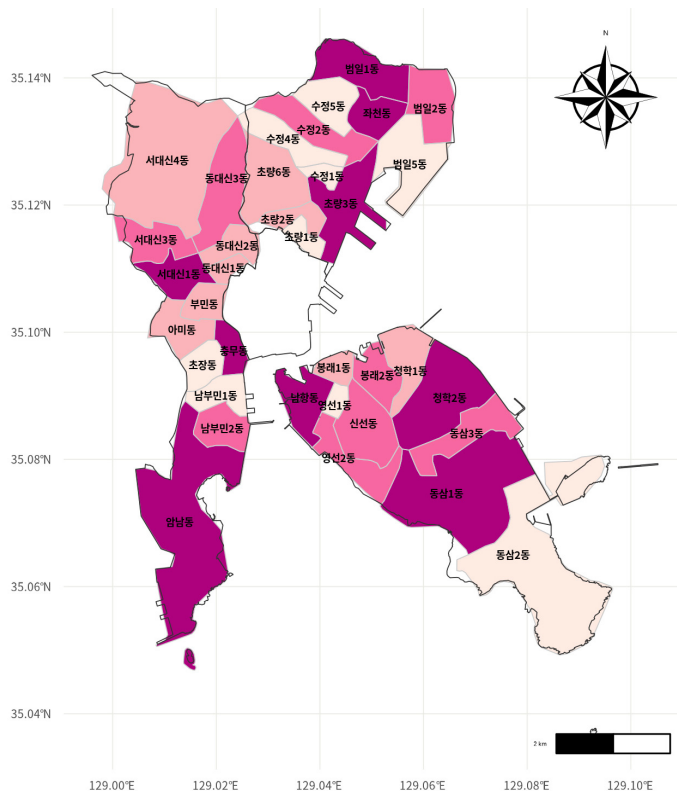 N
35.14°N
범일1동
수정5동
좌천동
범일2동
수정2동
수정4동
서대신4동
범일5동
초량6동
수정1동
동대신3동
35.12°N
초량3동
초량2동
초량1동
서대신3동
동대신2동
동대신1동
서대신1동
부민동
35.10°N
아미동
충무동
초장동
봉래1동
청학1동
봉래2동
남부민1동
남항동
청학2동
영선1동
신선동
남부민2동
동삼3동
35.08°N
영선2동
동삼1동
암남동
동삼2동
35.06°N
35.04°N
2 km
129.00°E
129.02°E
129.04°E
129.06°E
129.08°E
129.10°E